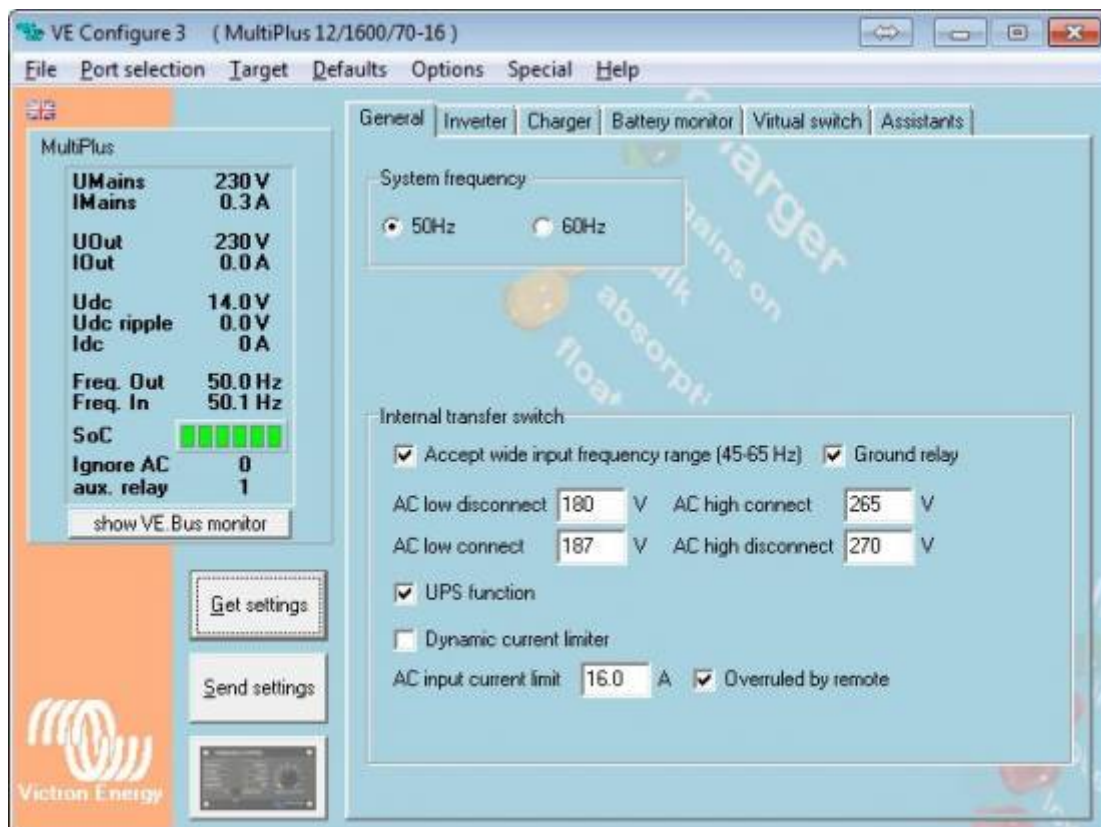 VE Configure 3 ( MultiPlus 12/1600/70-16 )
File Port selection Target Defaults Options Special Help
MultiPlus
UMains 230 V
IMains 0.3 A
UOut 230 V
IOut 0.0 A
Udc 14.0 V
Udc ripple 0.0 V
Idc 0 A
Freq. Out 50.0 Hz
Freq. In 50.1 Hz
SoC
Ignore AC 0
aux. relay 1
show VE.Bus monitor
Get settings
Send settings
Victron Energy
General Inverter Charger Battery monitor Virtual switch Assistants
System frequency
50Hz 60Hz
charger
mains on
bulk
absorpti
float
Internal transfer switch
Accept wide input frequency range (45-65 Hz) Ground relay
AC low disconnect 180 V AC high connect 265 V
AC low connect 187 V AC high disconnect 270 V
UPS function
Dynamic current limiter
AC input current limit 16.0 A Overruled by remote